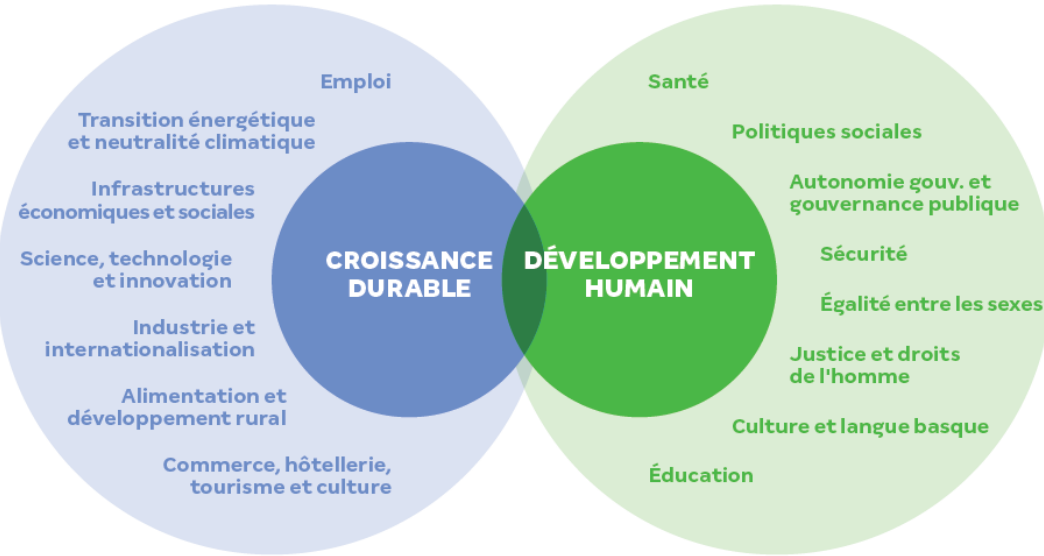 Emploi
Transition énergétique
et neutralité climatique
Infrastructures
économiques et sociales
Science, technologie
et innovation
Industrie et
internationalisation
Alimentation et
développement rural
Commerce, hôtellerie,
tourisme et culture
CROISSANCE
DURABLE
DÉVELOPPEMENT
HUMAIN
Santé
Politiques sociales
Autonomie gouv. et
gouvernance publique
Sécurité
Égalité entre les sexes
Justice et droits
de l'homme
Culture et langue basque
Éducation